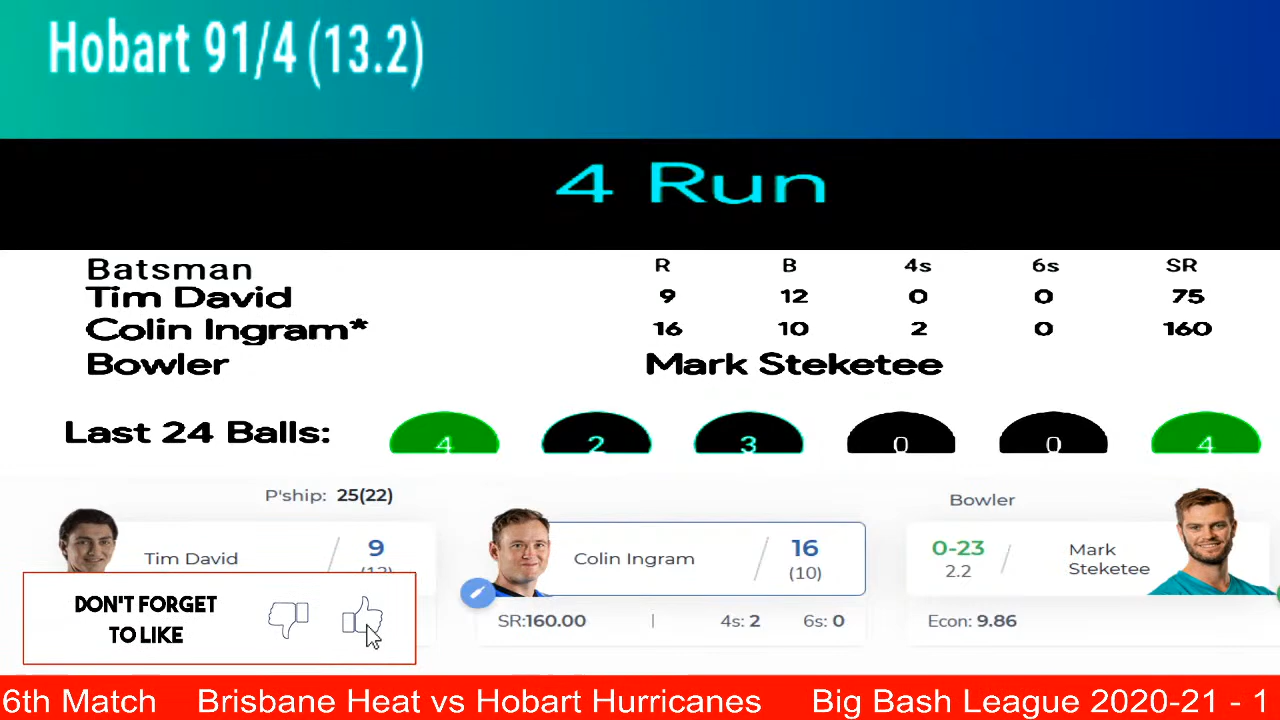 Hobart 91/4 (13.2)
4 Run
Batsman R B 4s 6s SR
Tim David 9 12 0 0 75
Colin Ingram* 16 10 2 0 160
Bowler Mark Steketee
Last 24 Balls: 4 2 3 0 0 4
P'ship: 25(22)
Tim David 9
DON'T FORGET
TO LIKE
Colin Ingram 16
(10)
SR:160.00 | 4s: 2 6s: 0
Bowler
0-23
2.2
Mark
Steketee
Econ: 9.86
6th Match Brisbane Heat vs Hobart Hurricanes Big Bash League 2020-21 - 1